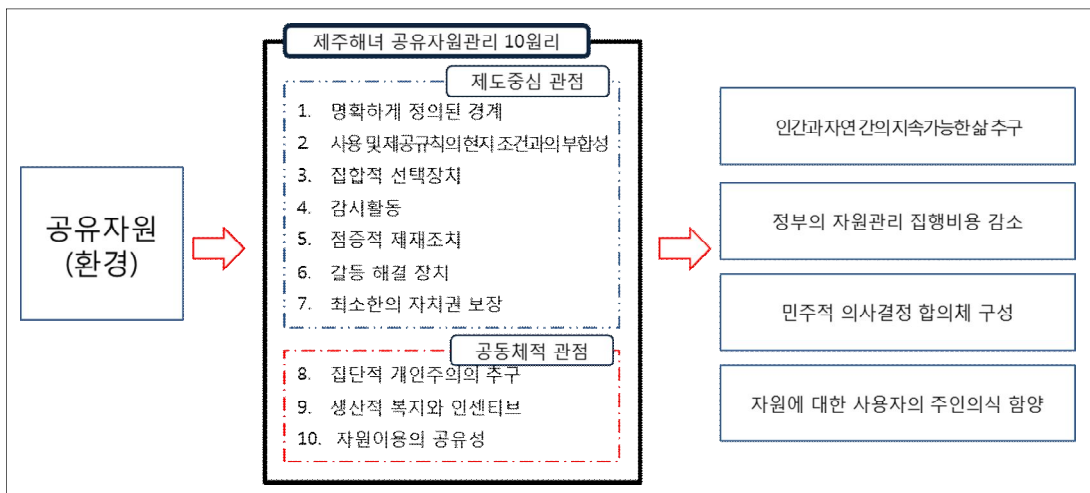 제주해녀 공유자원관리 10원리
공유자원
(환경)
제도중심 관점
1. 명확하게 정의된 경계
2 사용 및 제공규칙의 현지 조건과의 부합성
3. 집합적 선택장치
4. 감시활동
5. 점증적 제재조치
6. 갈등 해결 장치
7. 최소한의 자치권 보장
공동체적 관점
8. 집단적 개인주의의 추구
9. 생산적 복지와 인센티브
10. 자원이용의 공유성
인간과 자연 간의 지속가능한 삶 추구
정부의 자원관리 집행비용 감소
민주적 의사결정 합의체 구성
자원에 대한 사용자의 주인의식 함양